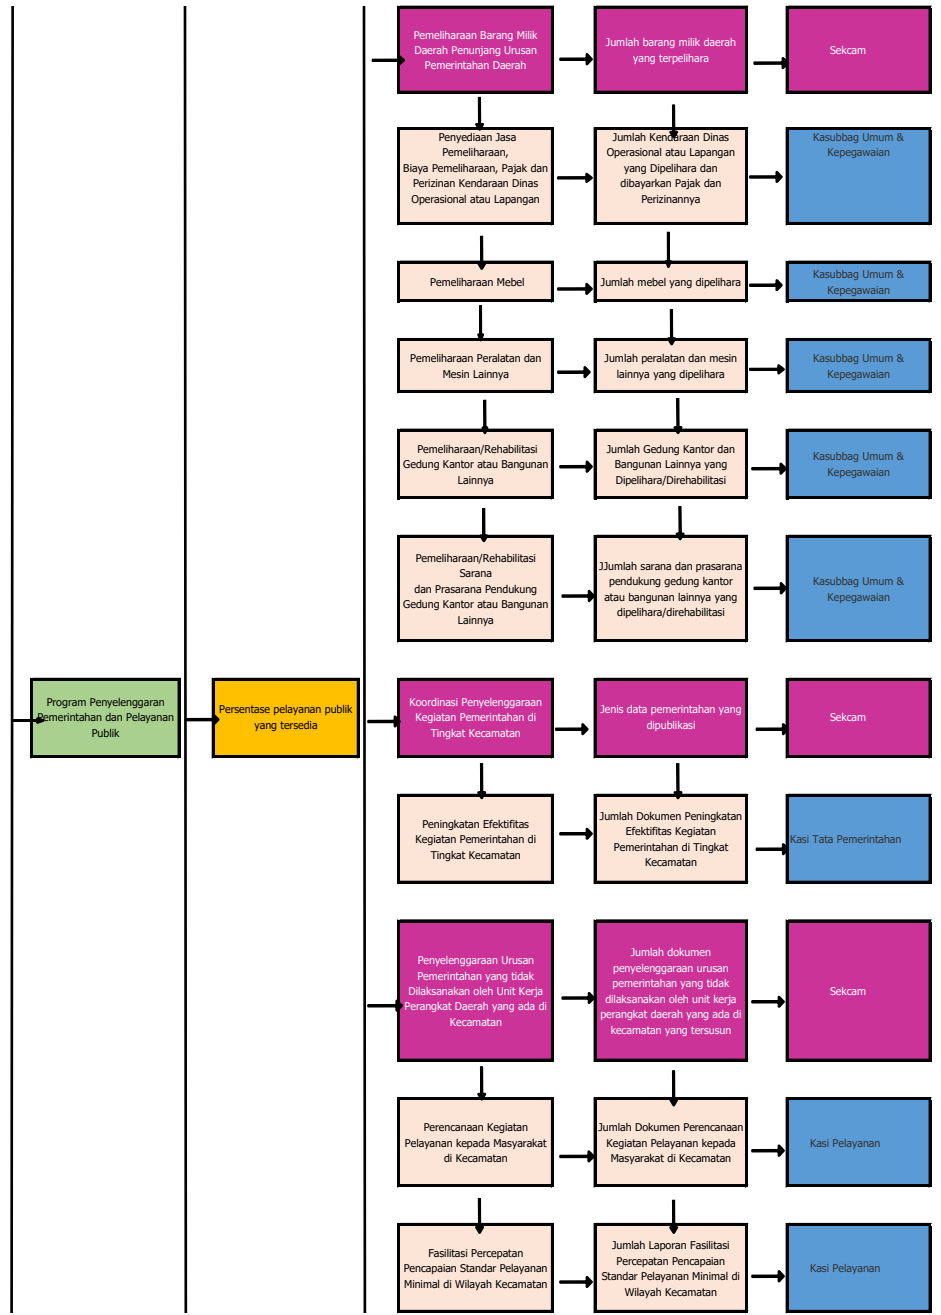 Pemeliharaan Barang Milik
Daerah Penunjang Urusan
Pemerintahan Daerah
Jumlah barang milik daerah
yang terpelihara
Sekcam
Penyediaan Jasa
Pemeliharaan,
Biaya Pemeliharaan, Pajak dan
Perizinan Kendaraan Dinas
Operasional atau Lapangan
Jumlah Kendaraan Dinas
Operasional atau Lapangan
yang Dipelihara dan
dibayarkan Pajak dan
Perizinannya
Kasubbag Umum &
Kepegawaian
Pemeliharaan Mebel
Jumlah mebel yang dipelihara
Kasubbag Umum &
Kepegawaian
Pemeliharaan Peralatan dan
Mesin Lainnya
Jumlah peralatan dan mesin
lainnya yang dipelihara
Kasubbag Umum &
Kepegawaian
Pemeliharaan/Rehabilitasi
Gedung Kantor atau Bangunan
Lainnya
Jumlah Gedung Kantor dan
Bangunan Lainnya yang
Dipelihara/Direhabilitasi
Kasubbag Umum &
Kepegawaian
Pemeliharaan/Rehabilitasi
Sarana
dan Prasarana Pendukung
Gedung Kantor atau Bangunan
Lainnya
JJumlah sarana dan prasarana
pendukung gedung kantor
atau bangunan lainnya yang
dipelihara/direhabilitasi
Kasubbag Umum &
Kepegawaian
Program Penyelenggaran
Pemerintahan dan Pelayanan
Publik
Persentase pelayanan publik
yang tersedia
Koordinasi Penyelenggaraan
Kegiatan Pemerintahan di
Tingkat Kecamatan
Jenis data pemerintahan yang
dipublikasi
Sekcam
Peningkatan Efektifitas
Kegiatan Pemerintahan di
Tingkat Kecamatan
Jumlah Dokumen Peningkatan
Efektifitas Kegiatan
Pemerintahan di Tingkat
Kecamatan
Kasi Tata Pemerintahan
Penyelenggaraan Urusan
Pemerintahan yang tidak
Dilaksanakan oleh Unit Kerja
Perangkat Daerah yang ada di
Kecamatan
Jumlah dokumen
penyelenggaraan urusan
pemerintahan yang tidak
dilaksanakan oleh unit kerja
perangkat daerah yang ada di
kecamatan yang tersusun
Sekcam
Perencanaan Kegiatan
Pelayanan kepada Masyarakat
di Kecamatan
Jumlah Dokumen Perencanaan
Kegiatan Pelayanan kepada
Masyarakat di Kecamatan
Kasi Pelayanan
Fasilitasi Percepatan
Pencapaian Standar Pelayanan
Minimal di Wilayah Kecamatan
Jumlah Laporan Fasilitasi
Percepatan Pencapaian
Standar Pelayanan Minimal di
Wilayah Kecamatan
Kasi Pelayanan